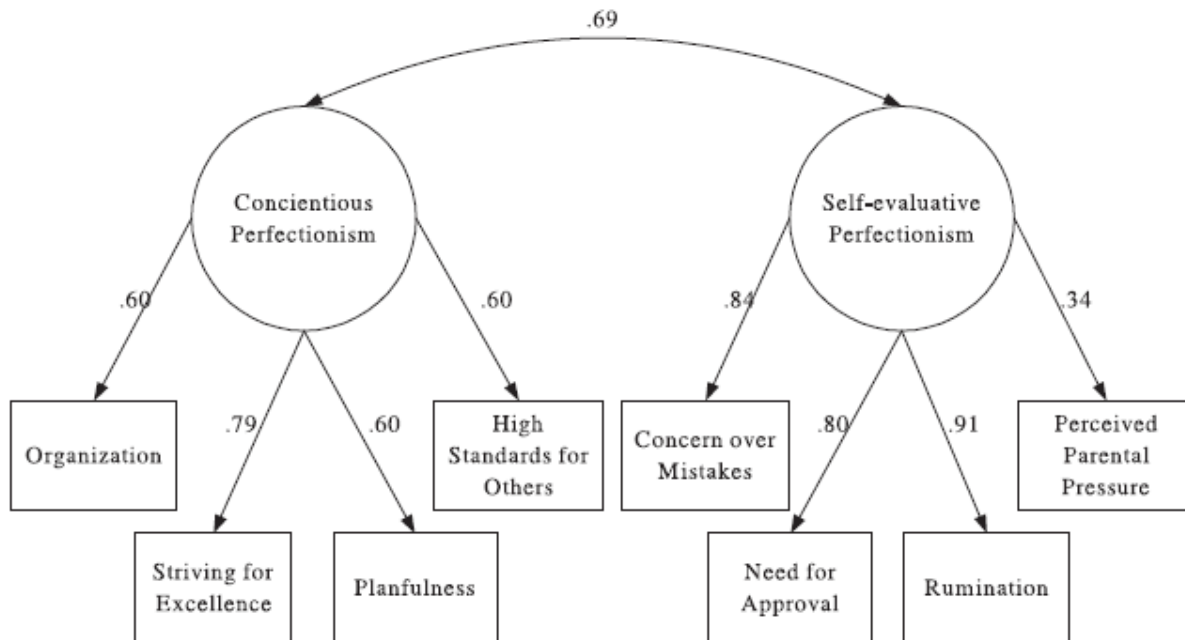 .69
Concientious
Perfectionism
Self-evaluative
Perfectionism
.60
.60
.84
.34
.79
.60
.80
.91
Organization
High
Standards for
Others
Concern over
Mistakes
Perceived
Parental
Pressure
Striving for
Excellence
Planfulness
Need for
Approval
Rumination